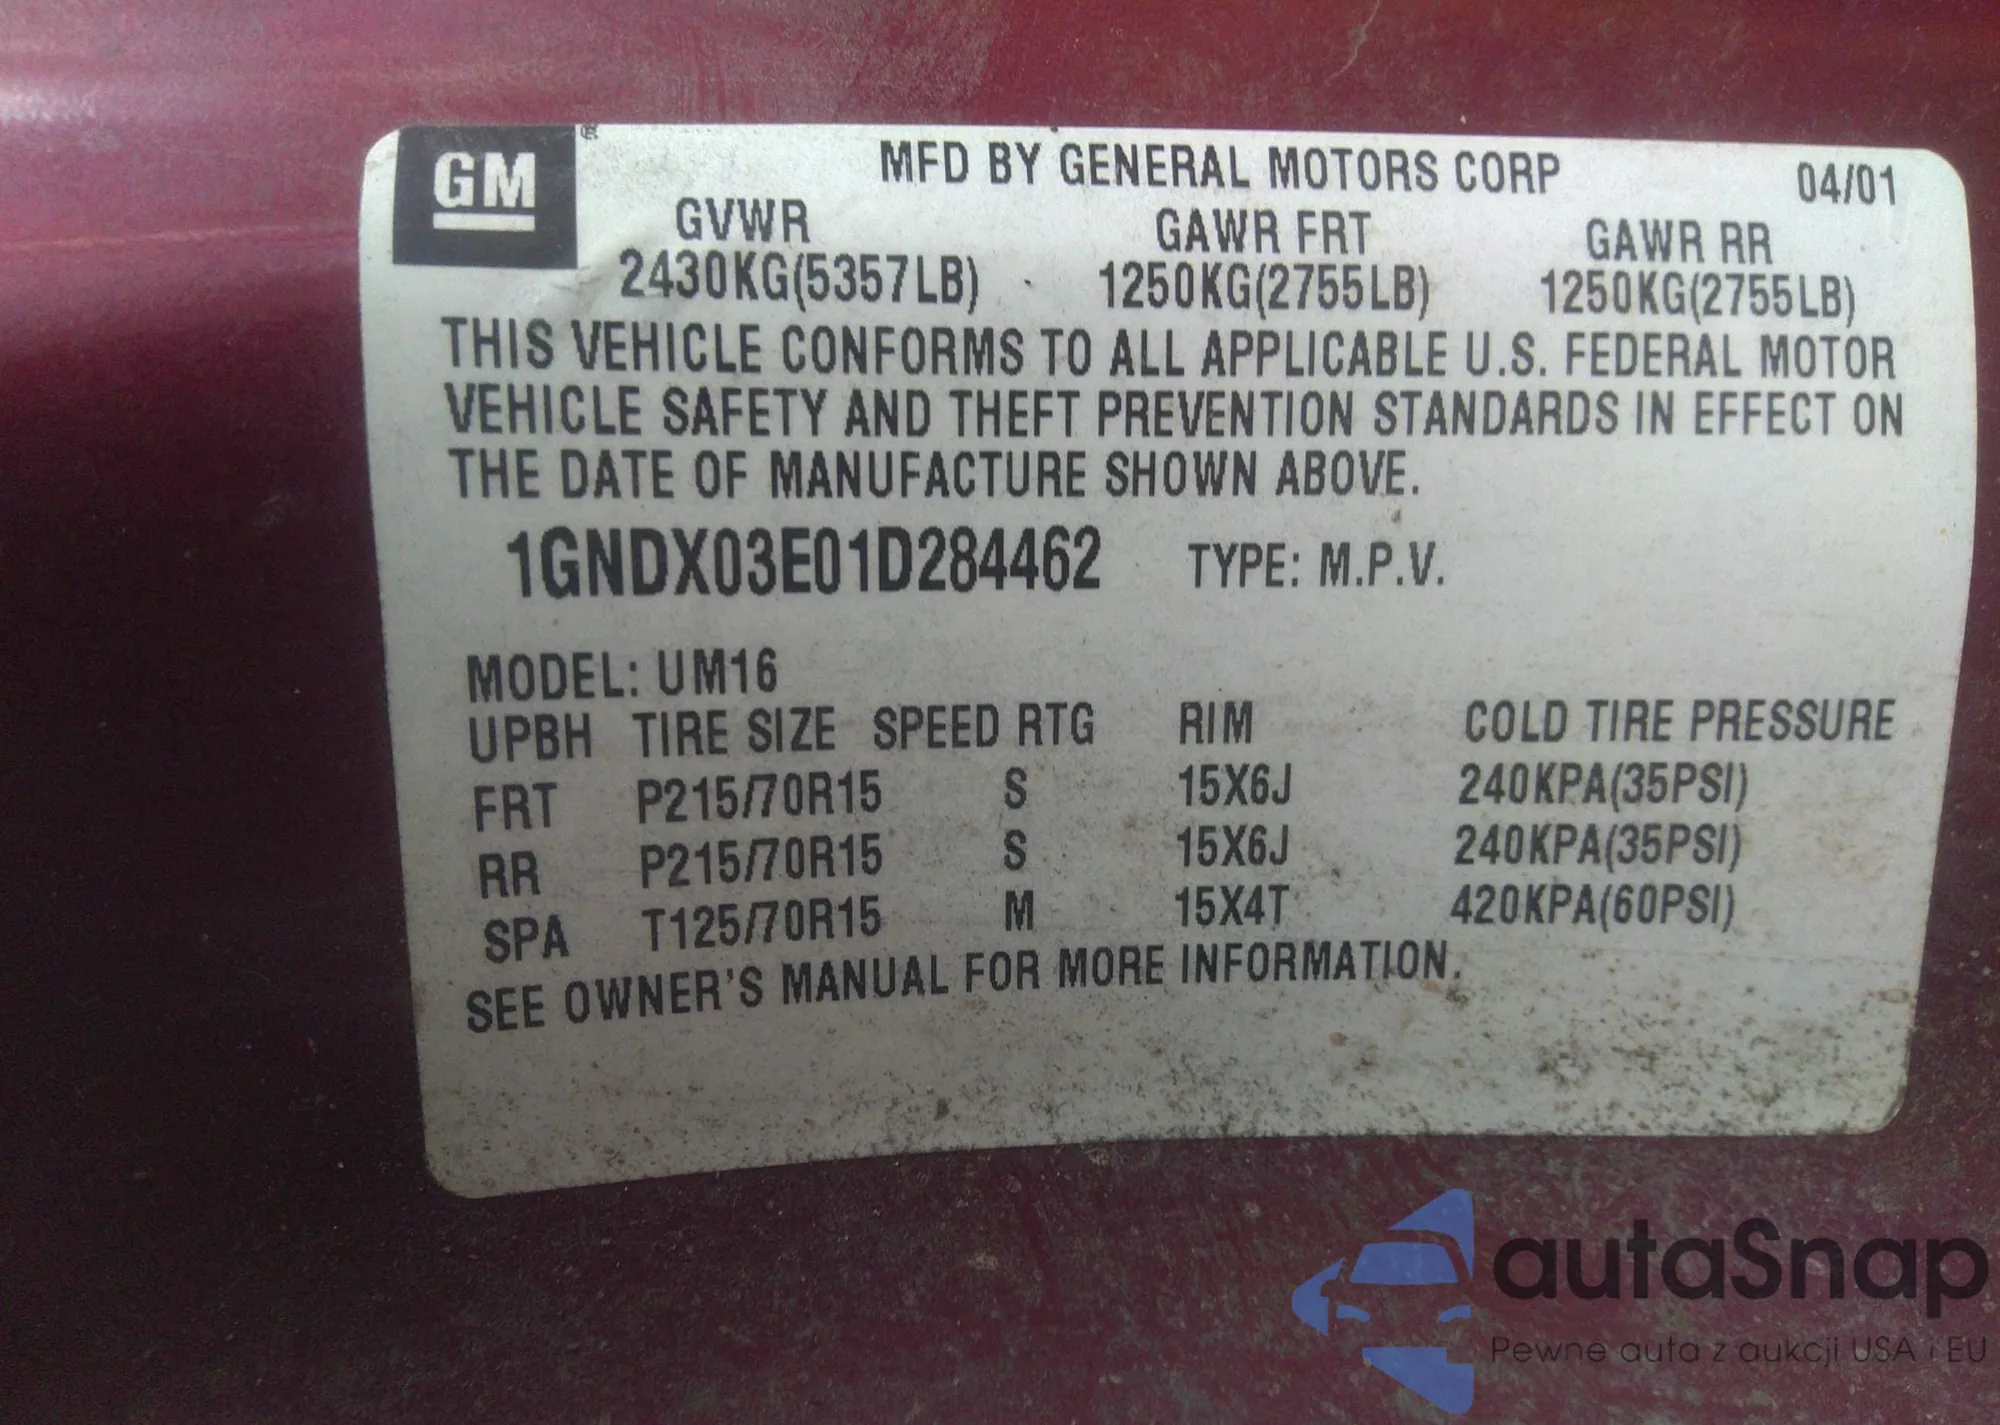 GM ®
MFD BY GENERAL MOTORS CORP 04/01
GVWR GAWR FRT GAWR RR
2430KG(5357LB) 1250KG(2755LB) 1250KG(2755LB)
THIS VEHICLE CONFORMS TO ALL APPLICABLE U.S. FEDERAL MOTOR
VEHICLE SAFETY AND THEFT PREVENTION STANDARDS IN EFFECT ON
THE DATE OF MANUFACTURE SHOWN ABOVE.
1GNDX03E01D284462 TYPE: M.P.V.
MODEL: UM16
UPBH TIRE SIZE SPEED RTG RIM COLD TIRE PRESSURE
FRT P215/70R15 S 15X6J 240KPA(35PSI)
RR P215/70R15 S 15X6J 240KPA(35PSI)
SPA T125/70R15 M 15X4T 420KPA(60PSI)
SEE OWNER'S MANUAL FOR MORE INFORMATION.
autaSnap
Pewne auta z aukcji USA i EU